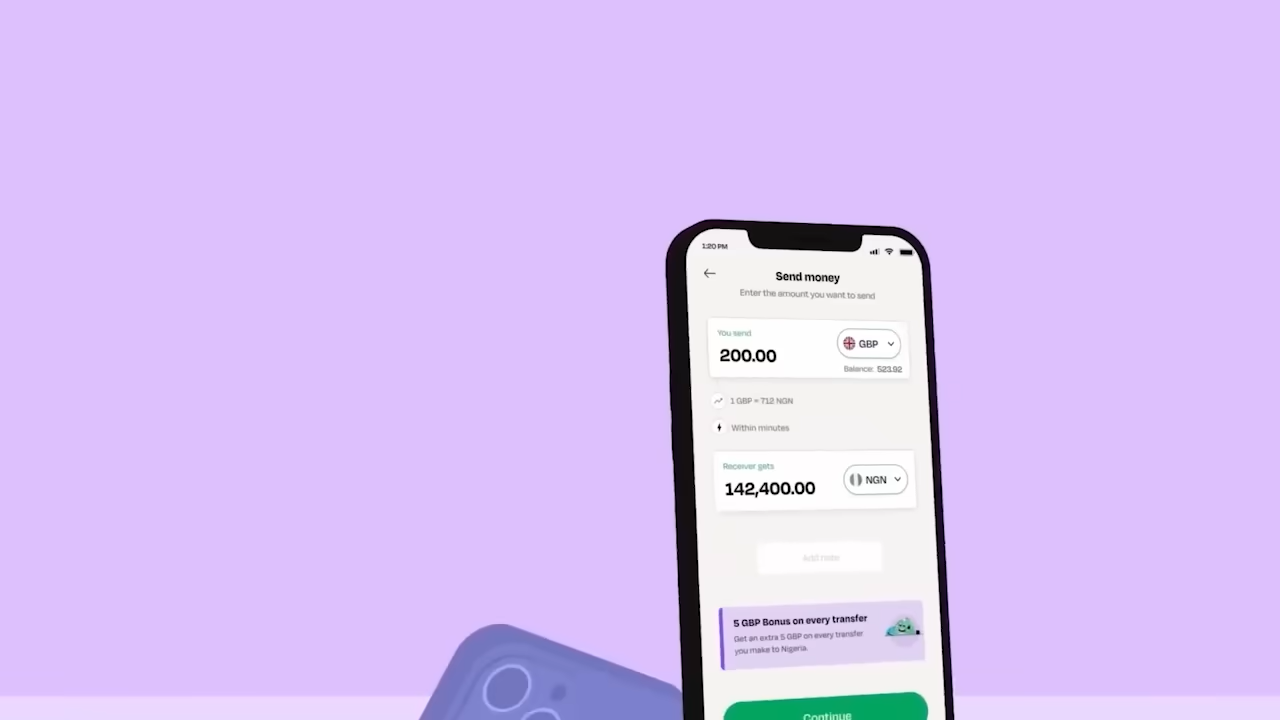 1:20 PM
Send money
Enter the amount you want to send
You send
200.00
GBP
Balance: 523.92
1 GBP = 712 NGN
Within minutes
Receiver gets
142,400.00
NGN
Add note
5 GBP Bonus on every transfer
Get an extra 5 GBP on every transfer
you make to Nigeria.
Continue